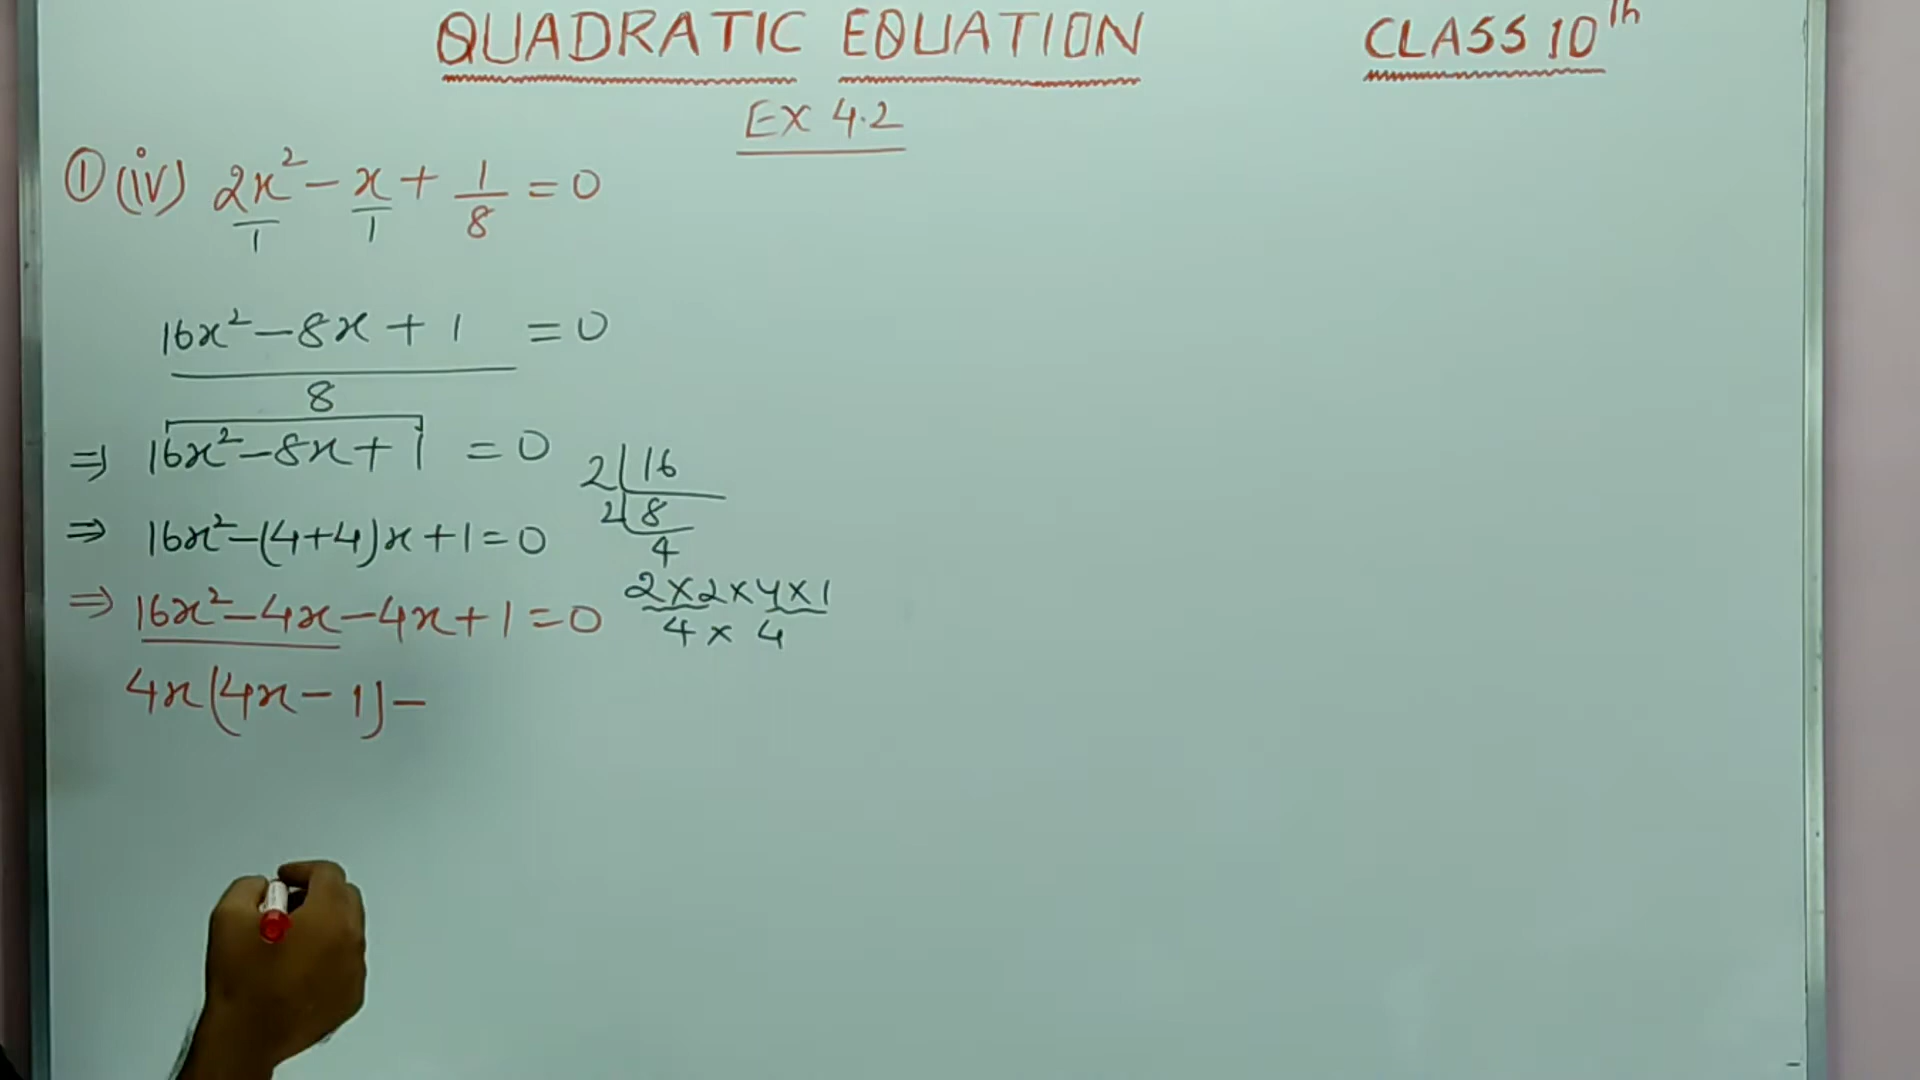 QUADRATIC EQUATION
CLASS 10th
EX 4.2
① (iv) 2x²/1 − x/1 + 1/8 = 0
16x² − 8x + 1 = 0
8
⇒ 16x² − 8x + 1 = 0
⇒ 16x² − (4+4)x + 1 = 0
⇒ 16x² − 4x − 4x + 1 = 0
4x(4x − 1) −
2 | 16
2 | 8
4
2 × 2 × 4 × 1
4 × 4